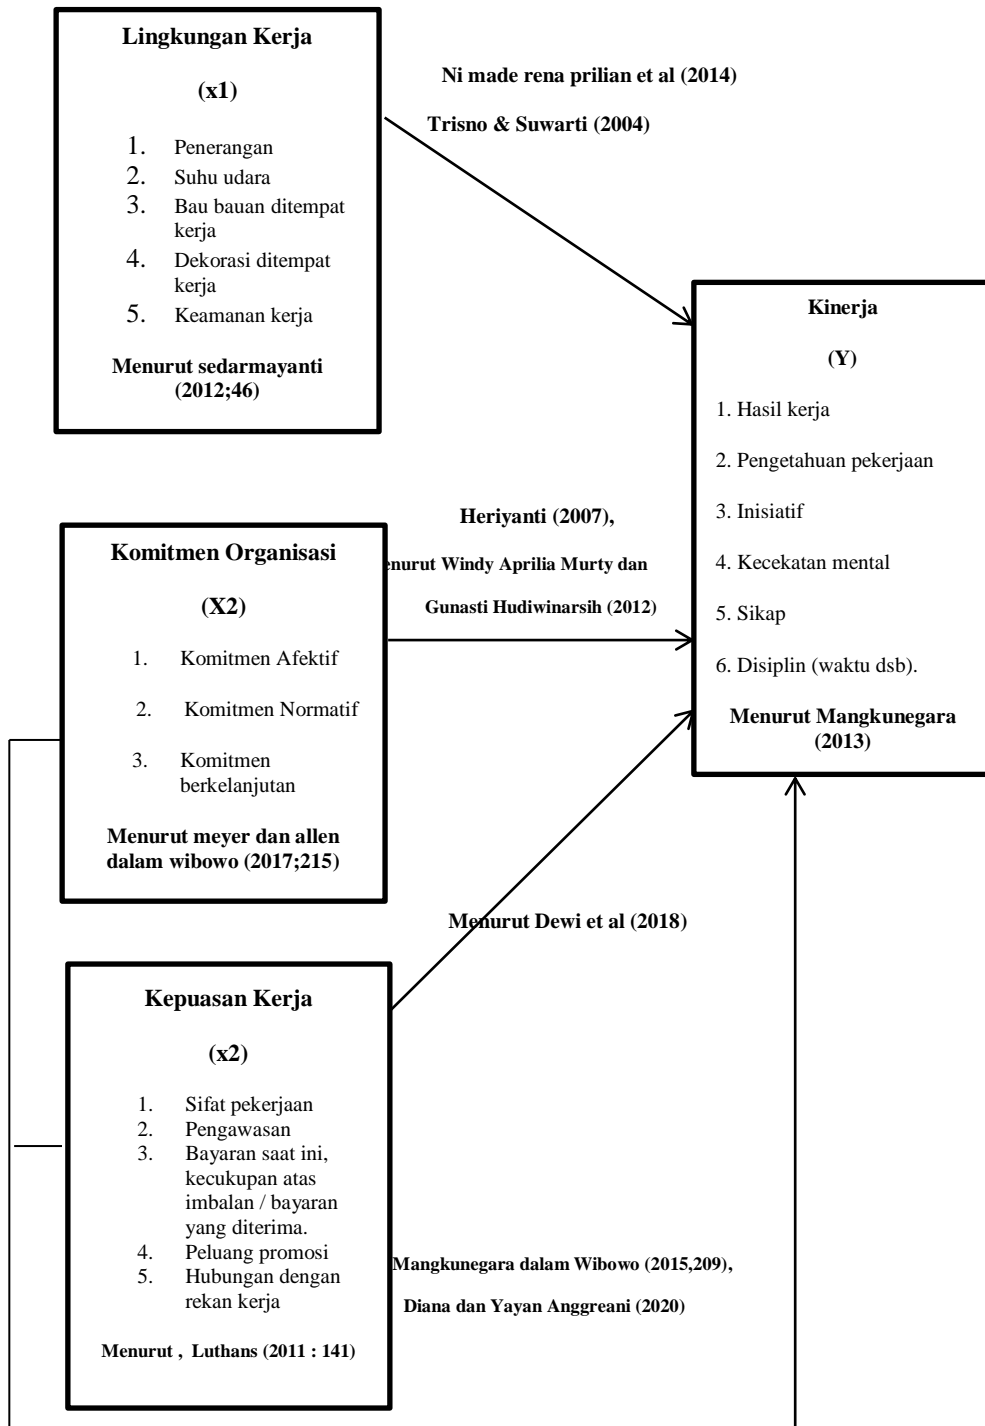 Lingkungan Kerja
(x1)
1. Penerangan
2. Suhu udara
3. Bau bauan ditempat
kerja
4. Dekorasi ditempat
kerja
5. Keamanan kerja
Menurut sedarmayanti
(2012;46)
Ni made rena prilian et al (2014)
Trisno & Suwarti (2004)
Kinerja
(Y)
1. Hasil kerja
2. Pengetahuan pekerjaan
3. Inisiatif
4. Kecekatan mental
5. Sikap
6. Disiplin (waktu dsb).
Menurut Mangkunegara
(2013)
Heriyanti (2007),
enurut Windy Aprilia Murty dan
Gunasti Hudiwinarsih (2012)
Komitmen Organisasi
(X2)
1. Komitmen Afektif
2. Komitmen Normatif
3. Komitmen
berkelanjutan
Menurut meyer dan allen
dalam wibowo (2017;215)
Menurut Dewi et al (2018)
Kepuasan Kerja
(x2)
1. Sifat pekerjaan
2. Pengawasan
3. Bayaran saat ini,
kecukupan atas
imbalan / bayaran
yang diterima.
4. Peluang promosi
5. Hubungan dengan
rekan kerja
Menurut , Luthans (2011 : 141)
Mangkunegara dalam Wibowo (2015,209),
Diana dan Yayan Anggreani (2020)